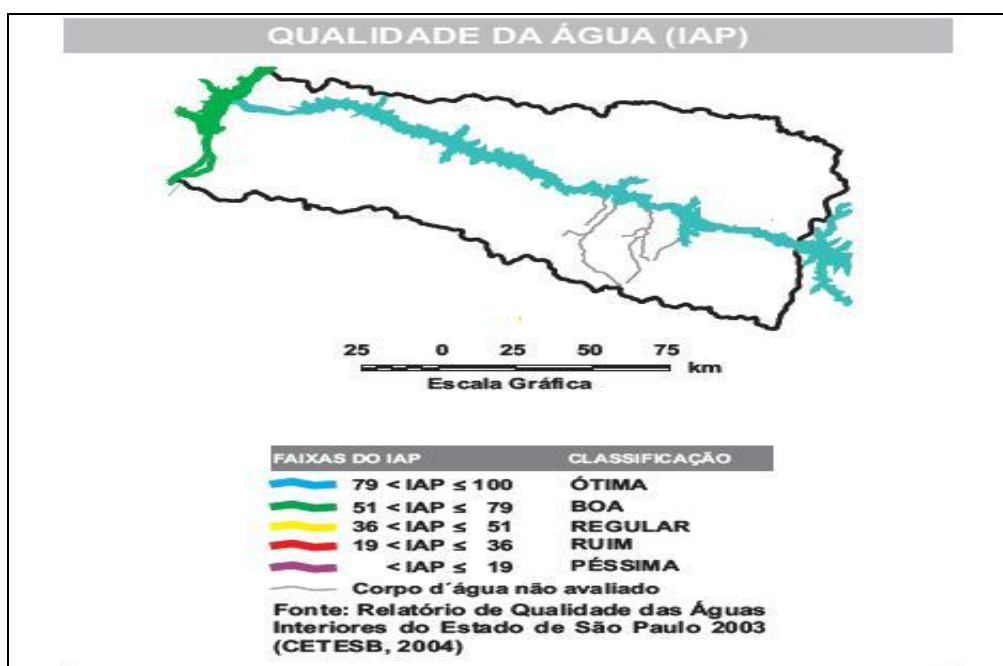 QUALIDADE DA ÁGUA (IAP)
25 0 25 50 75
km
Escala Gráfica
FAIXAS DO IAP CLASSIFICAÇÃO
79 < IAP ≤ 100 ÓTIMA
51 < IAP ≤ 79 BOA
36 < IAP ≤ 51 REGULAR
19 < IAP ≤ 36 RUIM
< IAP ≤ 19 PÉSSIMA
Corpo d´água não avaliado
Fonte: Relatório de Qualidade das Águas
Interiores do Estado de São Paulo 2003
(CETESB, 2004)